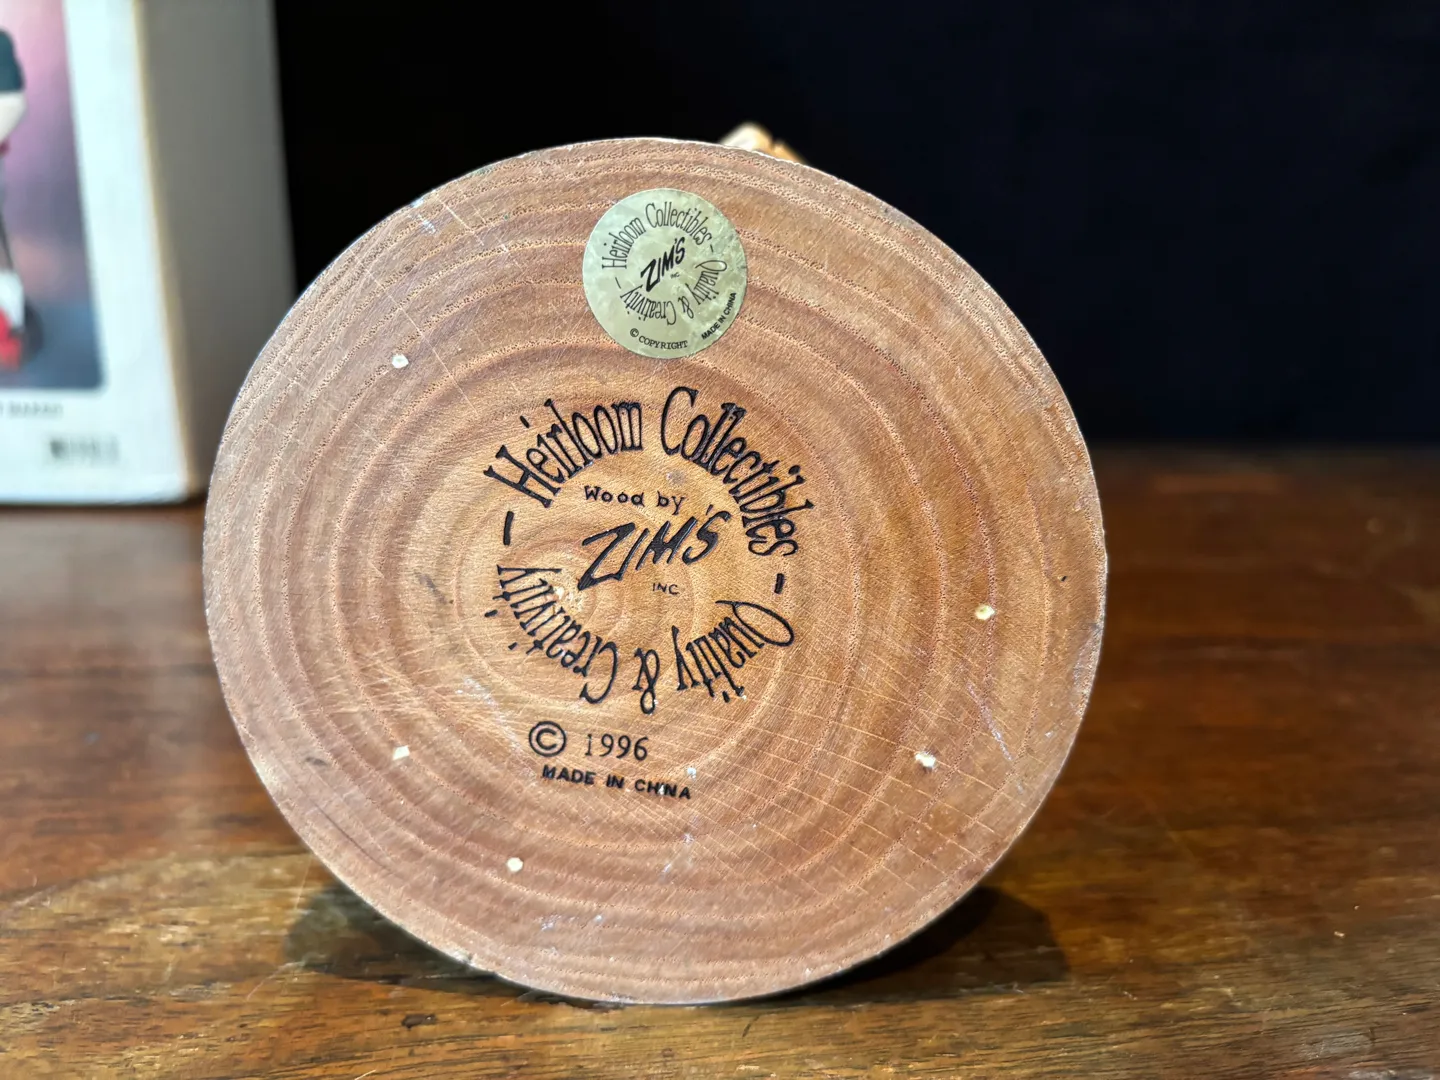 Heirloom Collectibles - Quality & Creativity -
ZIM'S
INC
© COPYRIGHT MADE IN CHINA
Heirloom Collectibles - Quality & Creativity -
Wood by
ZIM'S
INC
© 1996
MADE IN CHINA